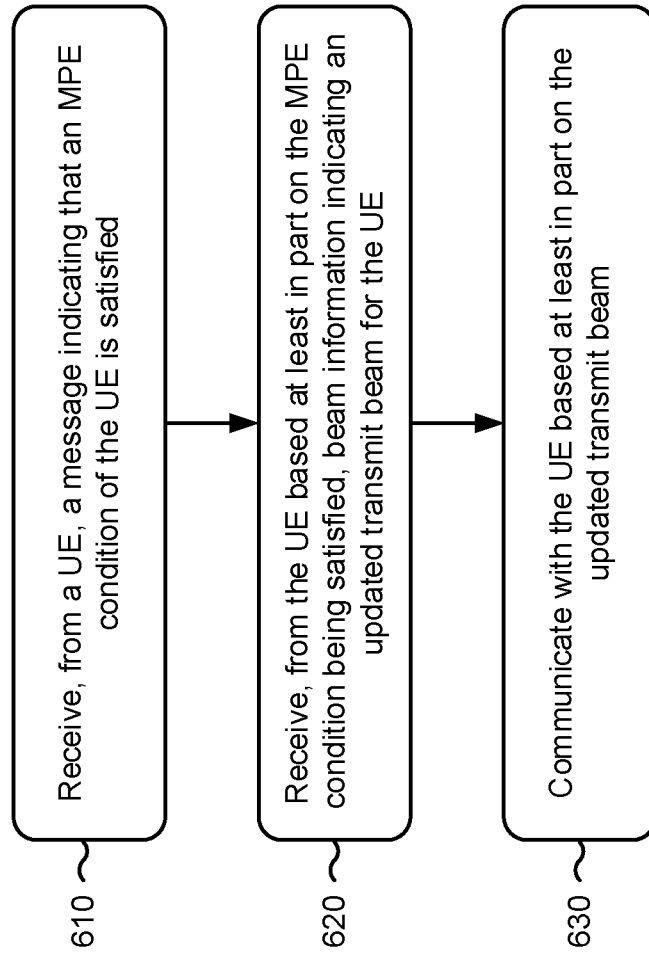 610
Receive, from a UE, a message indicating that an MPE
condition of the UE is satisfied
620
Receive, from the UE based at least in part on the MPE
condition being satisfied, beam information indicating an
updated transmit beam for the UE
630
Communicate with the UE based at least in part on the
updated transmit beam